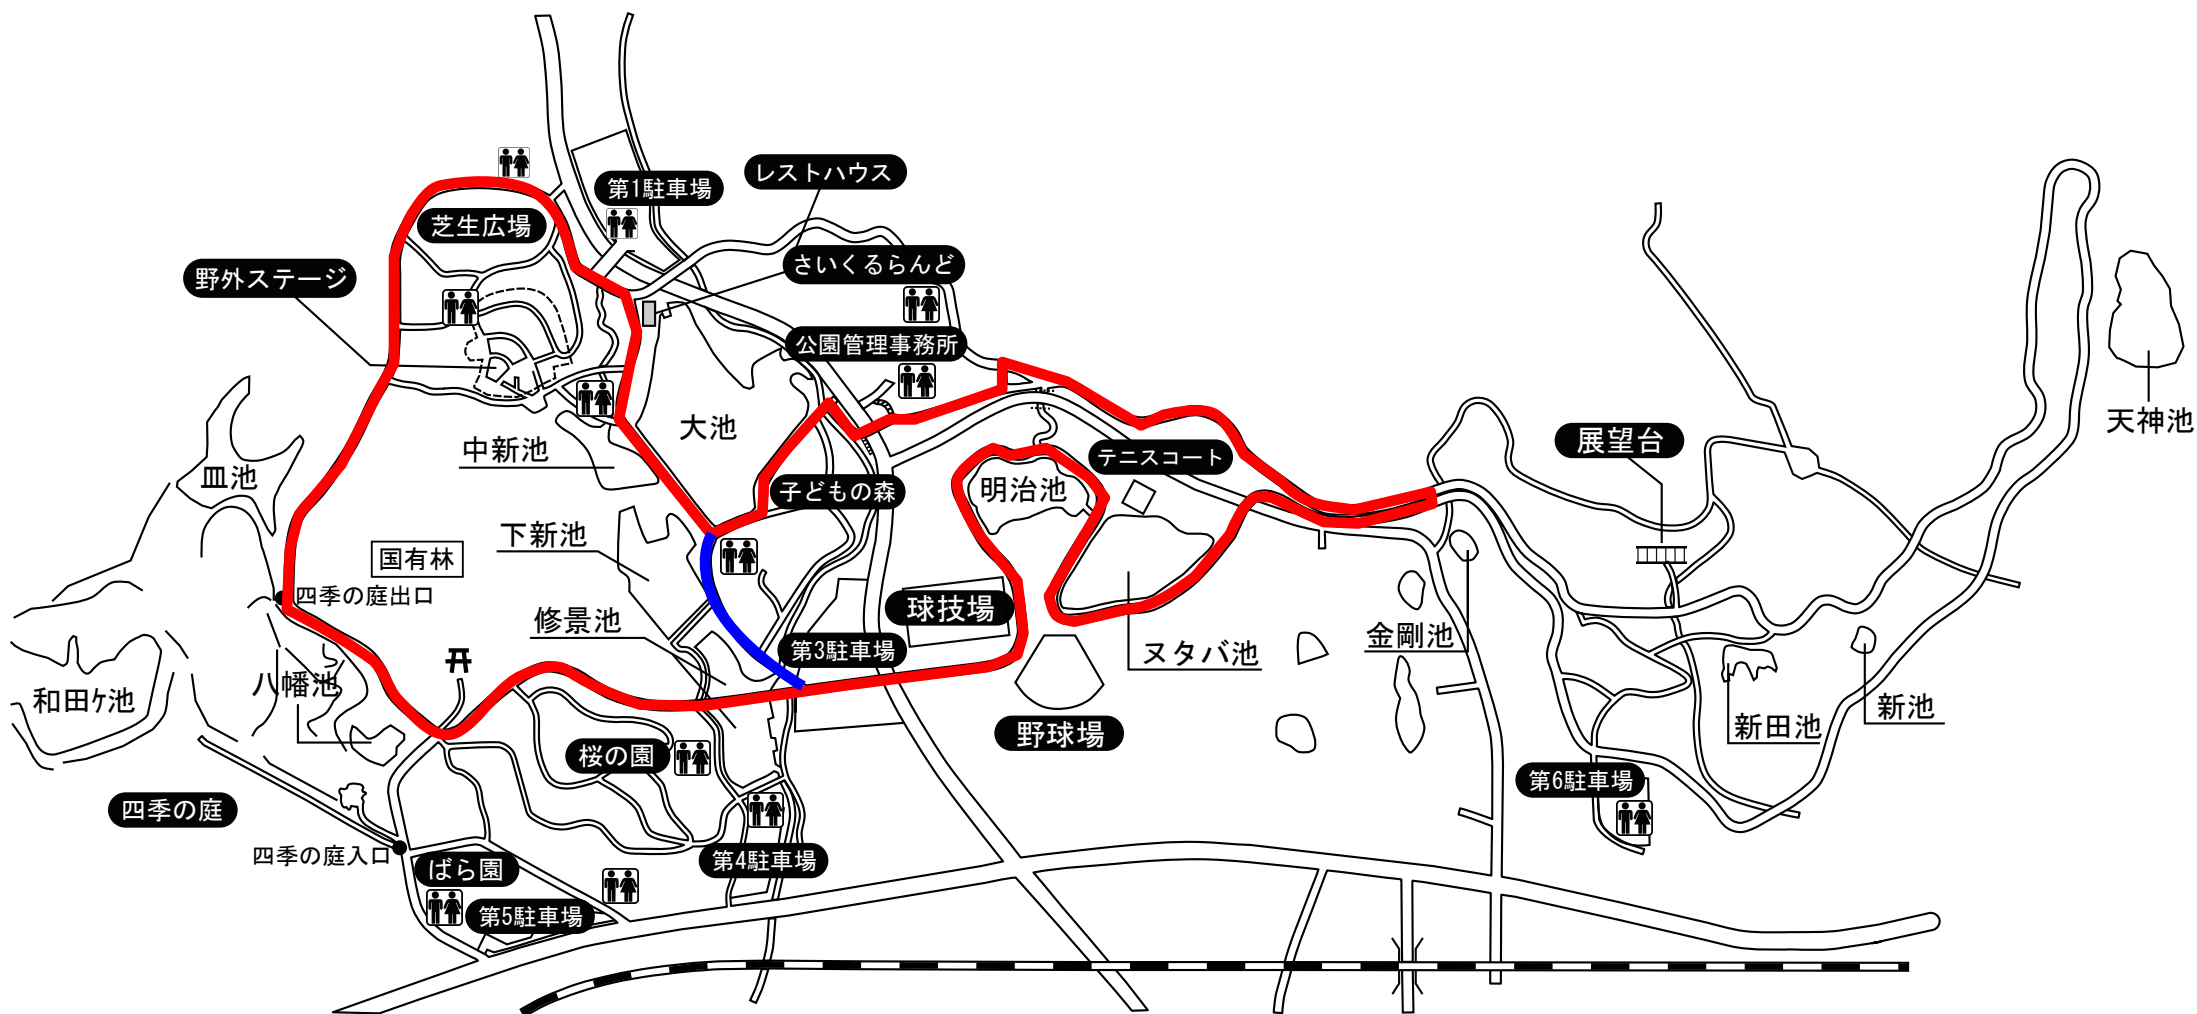 レストハウス
第1駐車場
芝生広場
さいくるらんど
野外ステージ
公園管理事務所
天神池
大池
展望台
中新池
テニスコート
皿池
子どもの森
明治池
下新池
国有林
四季の庭出口
球技場
修景池
金剛池
第3駐車場
ヌタバ池
八幡池
和田ケ池
新池
新田池
野球場
桜の園
第6駐車場
四季の庭
四季の庭入口
第4駐車場
ばら園
第5駐車場